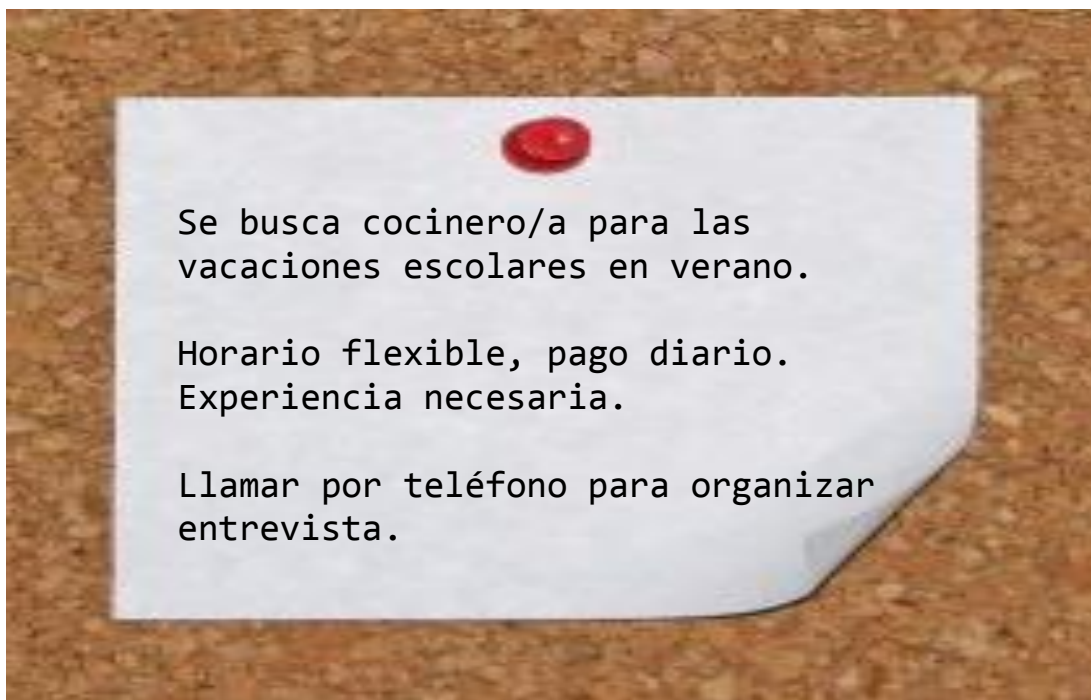 Se busca cocinero/a para las
vacaciones escolares en verano.
Horario flexible, pago diario.
Experiencia necesaria.
Llamar por teléfono para organizar
entrevista.